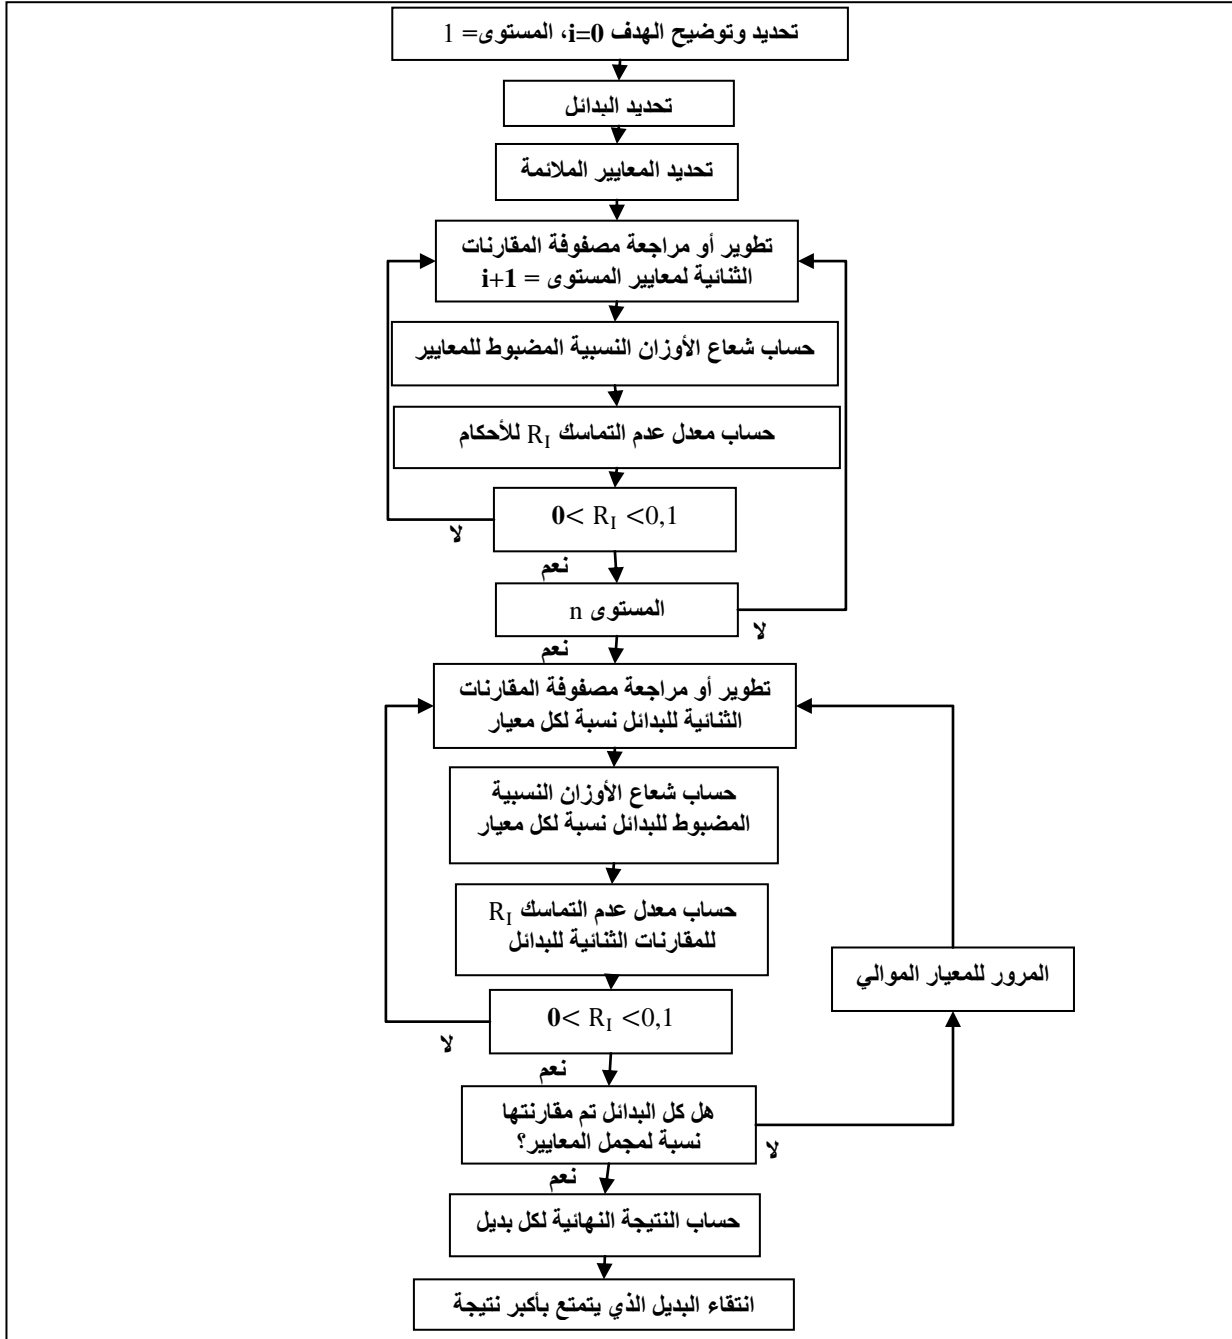 تحديد وتوضيح الهدف i=0، المستوى= 1
تحديد البدائل
تحديد المعايير الملائمة
تطوير أو مراجعة مصفوفة المقارنات
الثنائية لمعايير المستوى = i+1
حساب شعاع الأوزان النسبية المضبوط للمعايير
حساب معدل عدم التماسك R_I للأحكام
0< R_I <0,1
لا
نعم
المستوى n
لا
نعم
تطوير أو مراجعة مصفوفة المقارنات
الثنائية للبدائل نسبة لكل معيار
حساب شعاع الأوزان النسبية
المضبوط للبدائل نسبة لكل معيار
حساب معدل عدم التماسك R_I
للمقارنات الثنائية للبدائل
المرور للمعيار الموالي
0< R_I <0,1
لا
نعم
هل كل البدائل تم مقارنتها
نسبة لمجمل المعايير؟
لا
نعم
حساب النتيجة النهائية لكل بديل
انتقاء البديل الذي يتمتع بأكبر نتيجة